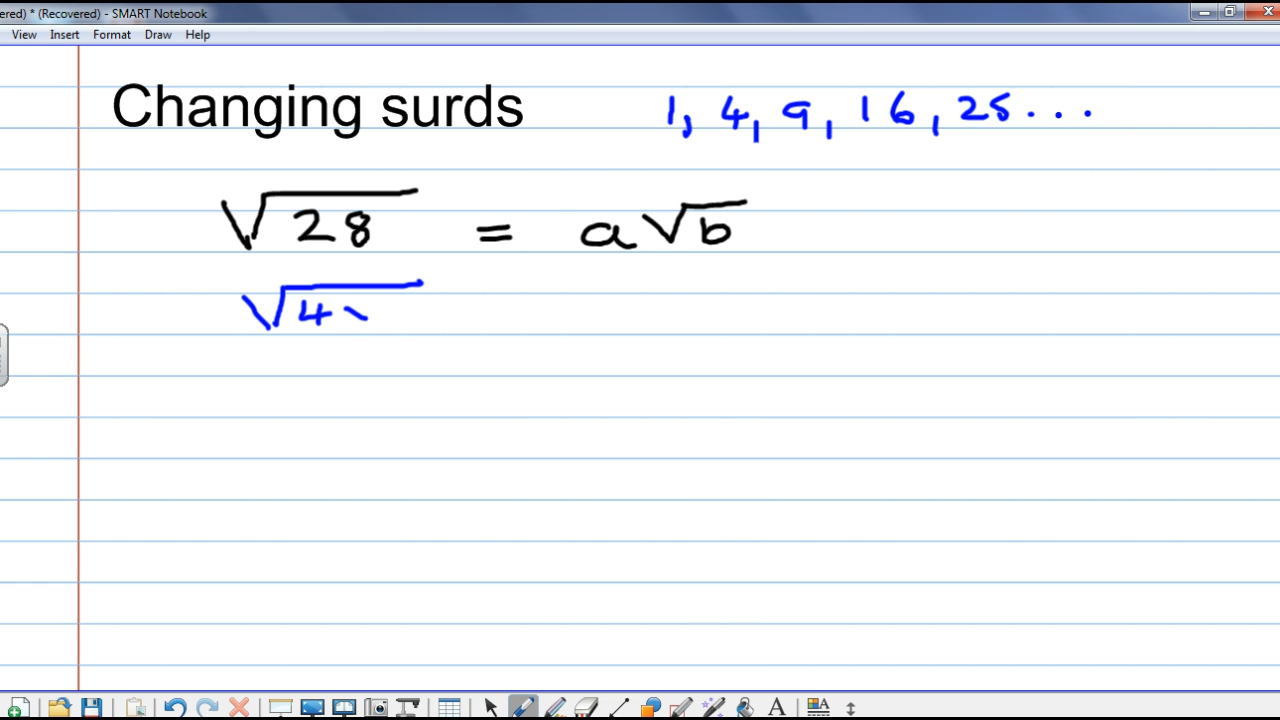 ered) * (Recovered) - SMART Notebook
View Insert Format Draw Help
Changing surds 1, 4, 9, 16, 25...
√28 = a√b
√4